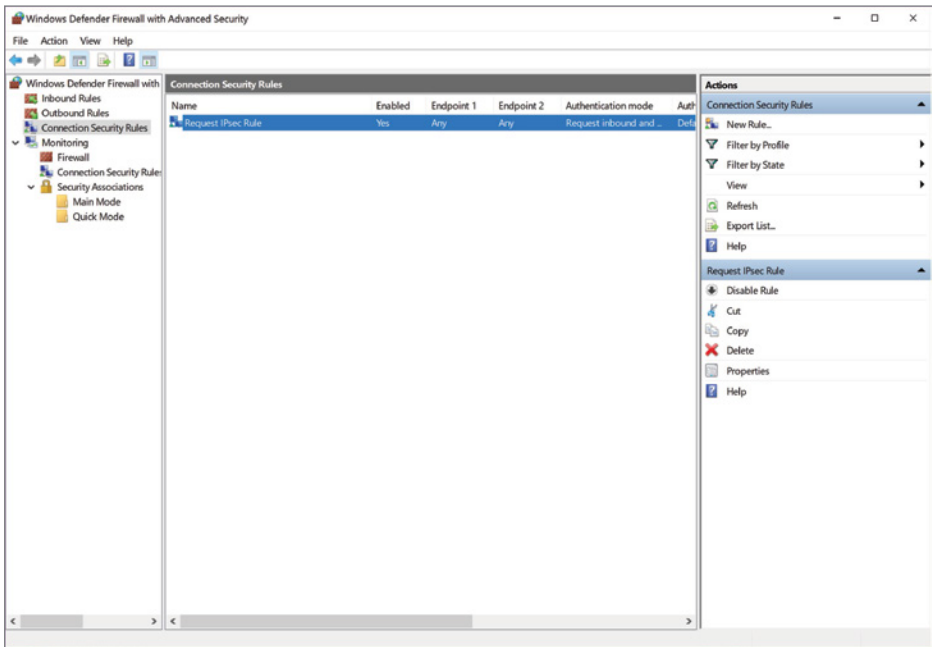 Windows Defender Firewall with Advanced Security
File Action View Help
Windows Defender Firewall with
Inbound Rules
Outbound Rules
Connection Security Rules
Monitoring
Firewall
Connection Security Rule
Security Associations
Main Mode
Quick Mode
Connection Security Rules
Name Enabled Endpoint 1 Endpoint 2 Authentication mode Auth
Request IPsec Rule Yes Any Any Request inbound and ... Defa
Actions
Connection Security Rules
New Rule...
Filter by Profile
Filter by State
View
Refresh
Export List...
Help
Request IPsec Rule
Disable Rule
Cut
Copy
Delete
Properties
Help